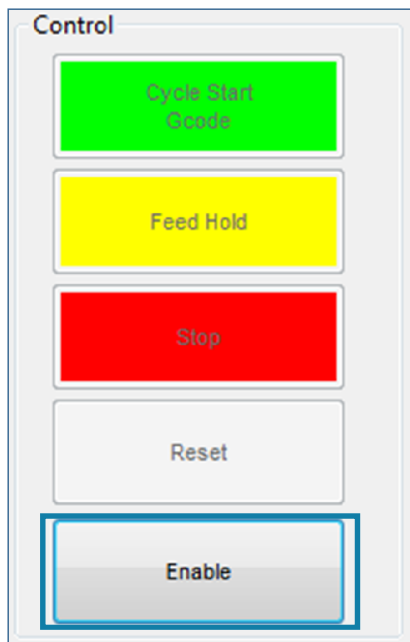 Control
Cycle Start
Gcode
Feed Hold
Stop
Reset
Enable